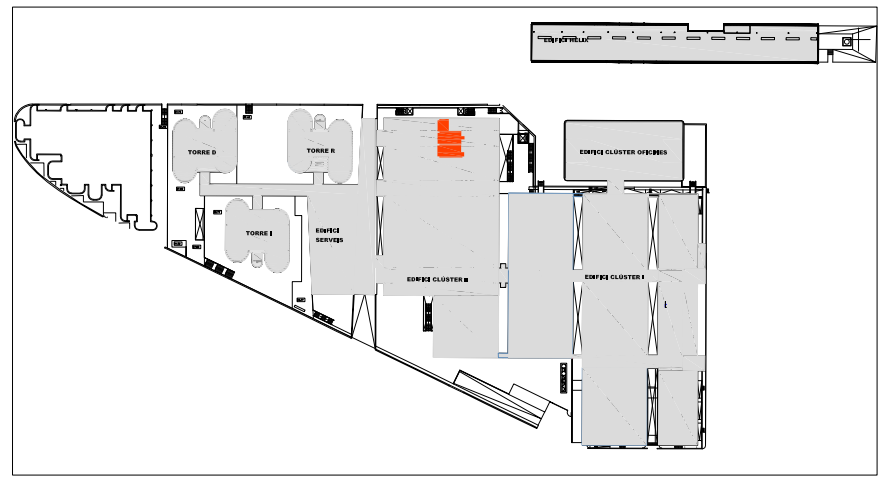 EDIFICI HELIX
TORRE D
TORRE R
EDIFICI CLÚSTER OFICINES
TORRE I
EDIFICI
SERVEIS
EDIFICI CLÚSTER II
EDIFICI CLÚSTER I